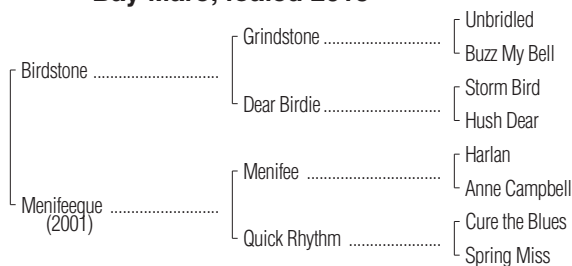 Bay Mare, foaled
Unbridled
Grindstone ..............................
Buzz My Bell
Birdstone ................................
Storm Bird
Dear Birdie ..............................
Hush Dear
Harlan
Menifee ..................................
Anne Campbell
Menifeeque ............................
(2001)
Cure the Blues
Quick Rhythm .......................
Spring Miss